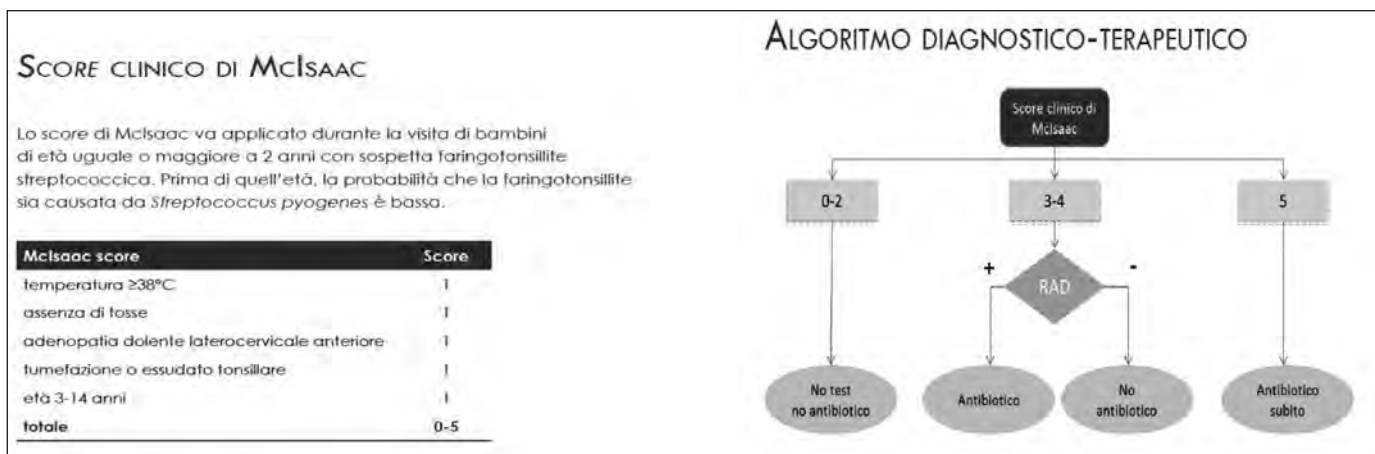 SCORE CLINICO DI MCISAAC
Lo score di McIsaac va applicato durante la visita di bambini
di età uguale o maggiore a 2 anni con sospetta faringotonsillite
streptococcica. Prima di quell'età, la probabilità che la faringotonsillite
sia causata da Streptococcus pyogenes è bassa.
McIsaac score Score
temperatura ≥38°C 1
assenza di tosse 1
adenopatia dolente laterocervicale anteriore 1
tumefazione o essudato tonsillare 1
età 3-14 anni 1
totale 0-5
ALGORITMO DIAGNOSTICO-TERAPEUTICO
Score clinico di
McIsaac
0-2 3-4 5
+ -
RAD
No test
no antibiotico
Antibiotico
No
antibiotico
Antibiotico
subito